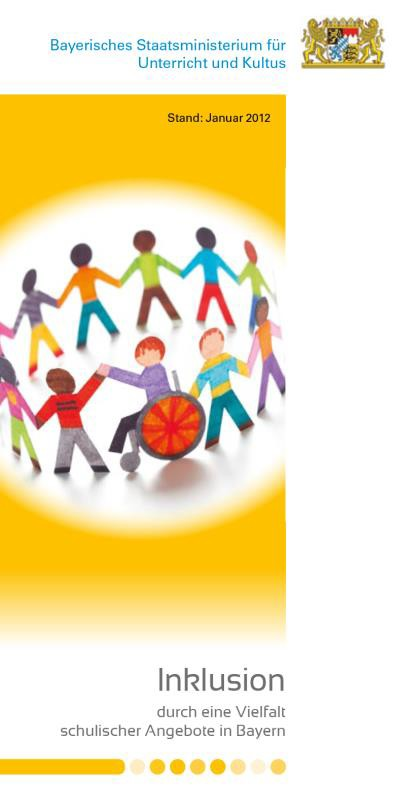 Bayerisches Staatsministerium für
Unterricht und Kultus
Stand: Januar 2012
Inklusion
durch eine Vielfalt
schulischer Angebote in Bayern